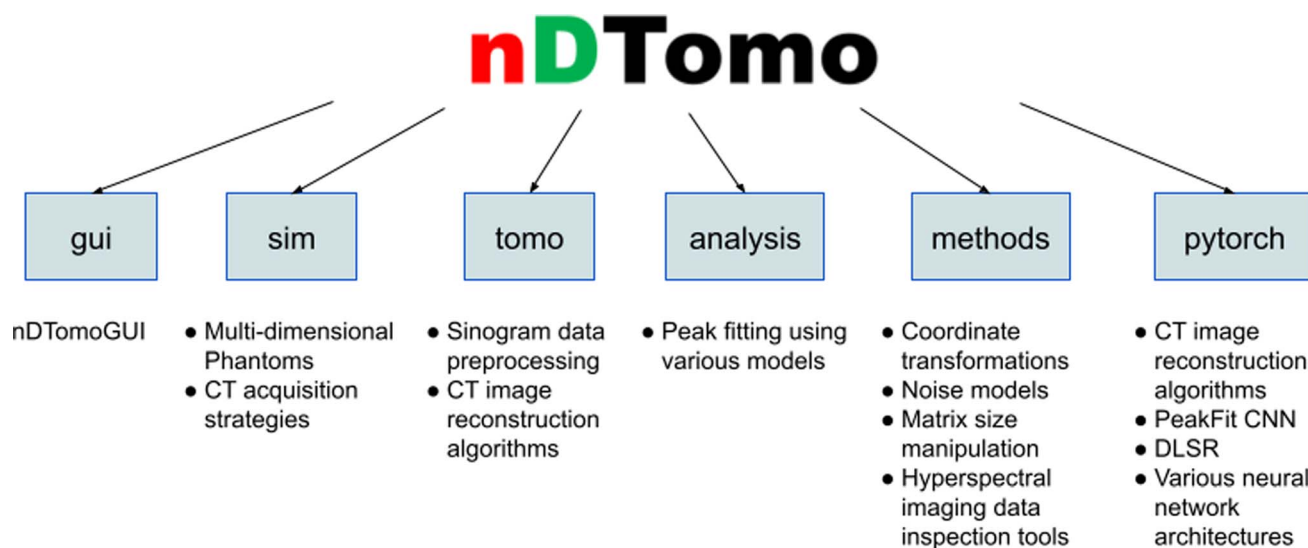 nDTomo
gui
sim
tomo
analysis
methods
pytorch
nDTomoGUI
● Multi-dimensional
Phantoms
● CT acquisition
strategies
● Sinogram data
preprocessing
● CT image
reconstruction
algorithms
● Peak fitting using
various models
● Coordinate
transformations
● Noise models
● Matrix size
manipulation
● Hyperspectral
imaging data
inspection tools
● CT image
reconstruction
algorithms
● PeakFit CNN
● DLSR
● Various neural
network
architectures